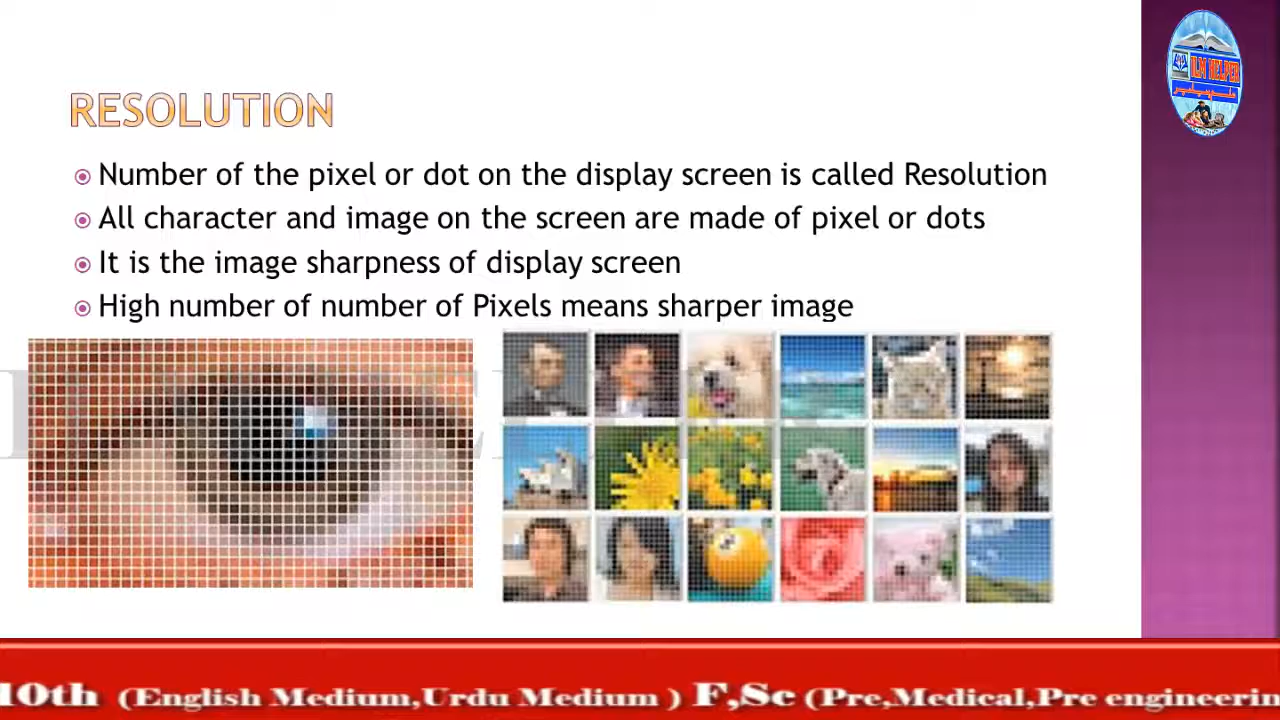 ILM HELPER
RESOLUTION
Number of the pixel or dot on the display screen is called Resolution
All character and image on the screen are made of pixel or dots
It is the image sharpness of display screen
High number of number of Pixels means sharper image
10th (English Medium,Urdu Medium ) F,Sc (Pre,Medical,Pre engineerin